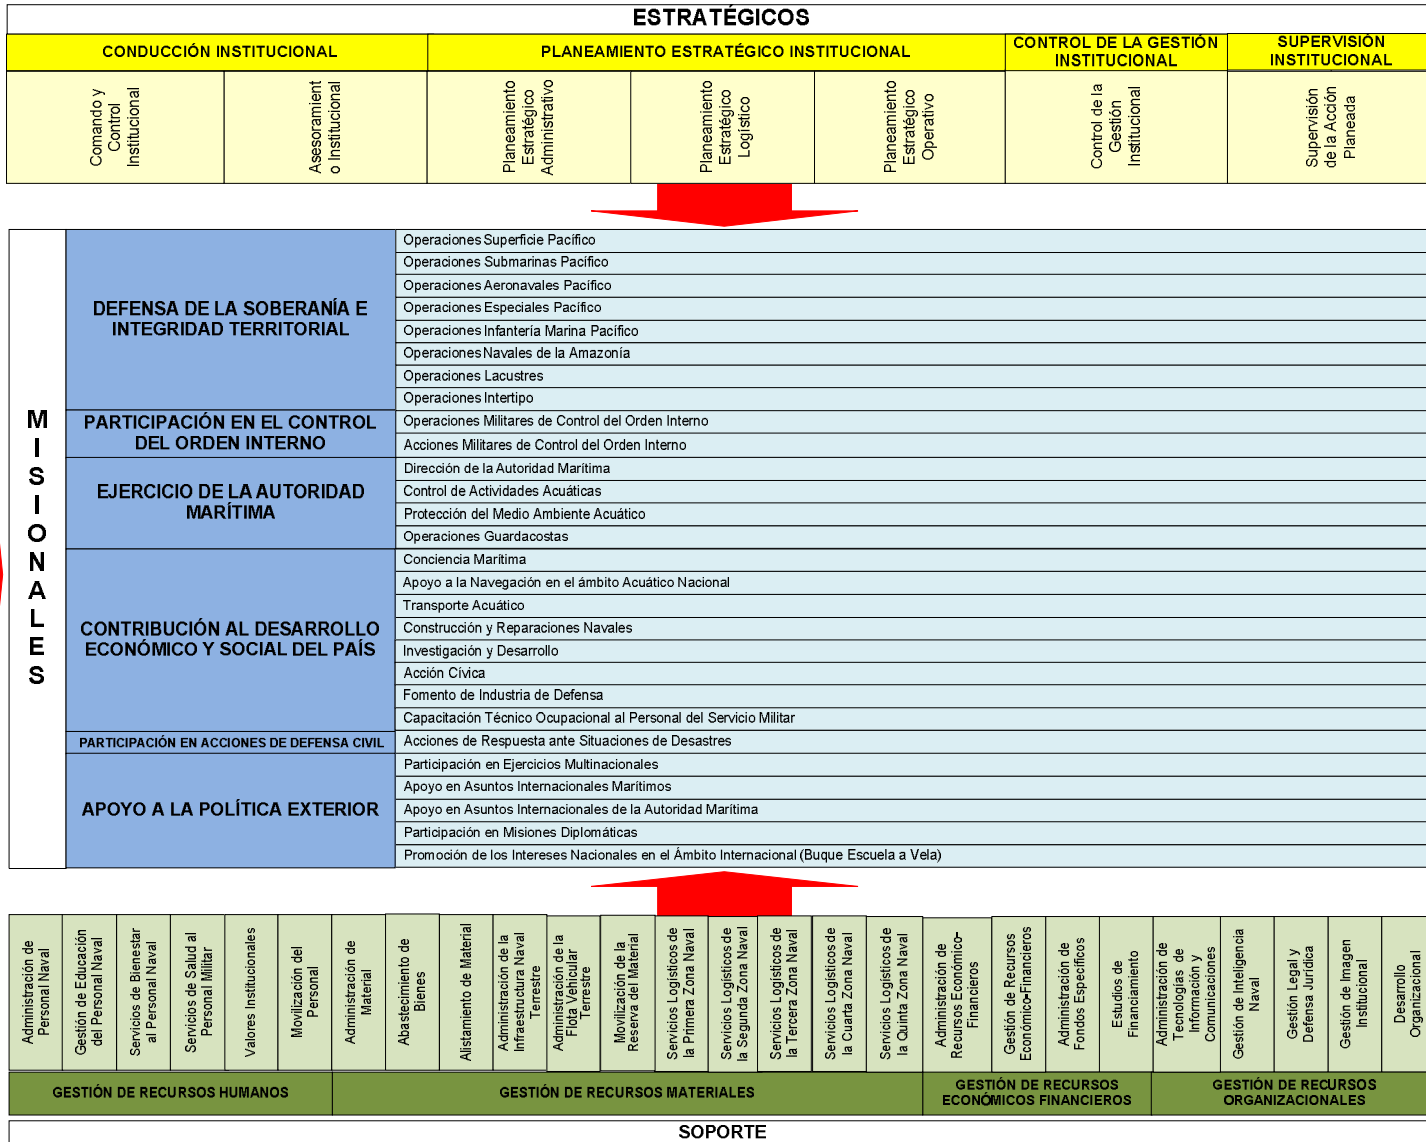 ESTRATÉGICOS
CONDUCCIÓN INSTITUCIONAL
PLANEAMIENTO ESTRATÉGICO INSTITUCIONAL
CONTROL DE LA GESTIÓN
INSTITUCIONAL
SUPERVISIÓN
INSTITUCIONAL
Comando y
Control
Institucional
Asesoramient
o Institucional
Planeamiento
Estratégico
Administrativo
Planeamiento
Estratégico
Logístico
Planeamiento
Estratégico
Operativo
Control de la
Gestión
Institucional
Supervisión
de la Acción
Planeada
MISIONALES
DEFENSA DE LA SOBERANÍA E
INTEGRIDAD TERRITORIAL
Operaciones Superficie Pacífico
Operaciones Submarinas Pacífico
Operaciones Aeronavales Pacífico
Operaciones Especiales Pacífico
Operaciones Infantería Marina Pacífico
Operaciones Navales de la Amazonía
Operaciones Lacustres
Operaciones Intertipo
PARTICIPACIÓN EN EL CONTROL
DEL ORDEN INTERNO
Operaciones Militares de Control del Orden Interno
Acciones Militares de Control del Orden Interno
EJERCICIO DE LA AUTORIDAD
MARÍTIMA
Dirección de la Autoridad Marítima
Control de Actividades Acuáticas
Protección del Medio Ambiente Acuático
Operaciones Guardacostas
CONTRIBUCIÓN AL DESARROLLO
ECONÓMICO Y SOCIAL DEL PAÍS
Conciencia Marítima
Apoyo a la Navegación en el ámbito Acuático Nacional
Transporte Acuático
Construcción y Reparaciones Navales
Investigación y Desarrollo
Acción Cívica
Fomento de Industria de Defensa
Capacitación Técnico Ocupacional al Personal del Servicio Militar
PARTICIPACIÓN EN ACCIONES DE DEFENSA CIVIL
Acciones de Respuesta ante Situaciones de Desastres
APOYO A LA POLÍTICA EXTERIOR
Participación en Ejercicios Multinacionales
Apoyo en Asuntos Internacionales Marítimos
Apoyo en Asuntos Internacionales de la Autoridad Marítima
Participación en Misiones Diplomáticas
Promoción de los Intereses Nacionales en el Ámbito Internacional (Buque Escuela a Vela)
Administración de
Personal Naval
Gestión de Educación
del Personal Naval
Servicios de Bienestar
al Personal Naval
Servicios de Salud al
Personal Militar
Valores Institucionales
Movilización del
Personal
Administración de
Material
Abastecimiento de
Bienes
Alistamiento de Material
Administración de la
Infraestructura Naval
Terrestre
Administración de la
Flota Vehicular
Terrestre
Movilización de la
Reserva del Material
Servicios Logísticos de
la Primera Zona Naval
Servicios Logísticos de
la Segunda Zona Naval
Servicios Logísticos de
la Tercera Zona Naval
Servicios Logísticos de
la Cuarta Zona Naval
Servicios Logísticos de
la Quinta Zona Naval
Administración de
Recursos Económico-
Financieros
Gestión de Recursos
Económico-Financieros
Administración de
Fondos Específicos
Estudios de
Financiamiento
Administración de
Tecnologías de
Información y
Comunicaciones
Gestión de Inteligencia
Naval
Gestión Legal y
Defensa Jurídica
Gestión de Imagen
Institucional
Desarrollo
Organizacional
GESTIÓN DE RECURSOS HUMANOS
GESTIÓN DE RECURSOS MATERIALES
GESTIÓN DE RECURSOS
ECONÓMICOS FINANCIEROS
GESTIÓN DE RECURSOS
ORGANIZACIONALES
SOPORTE